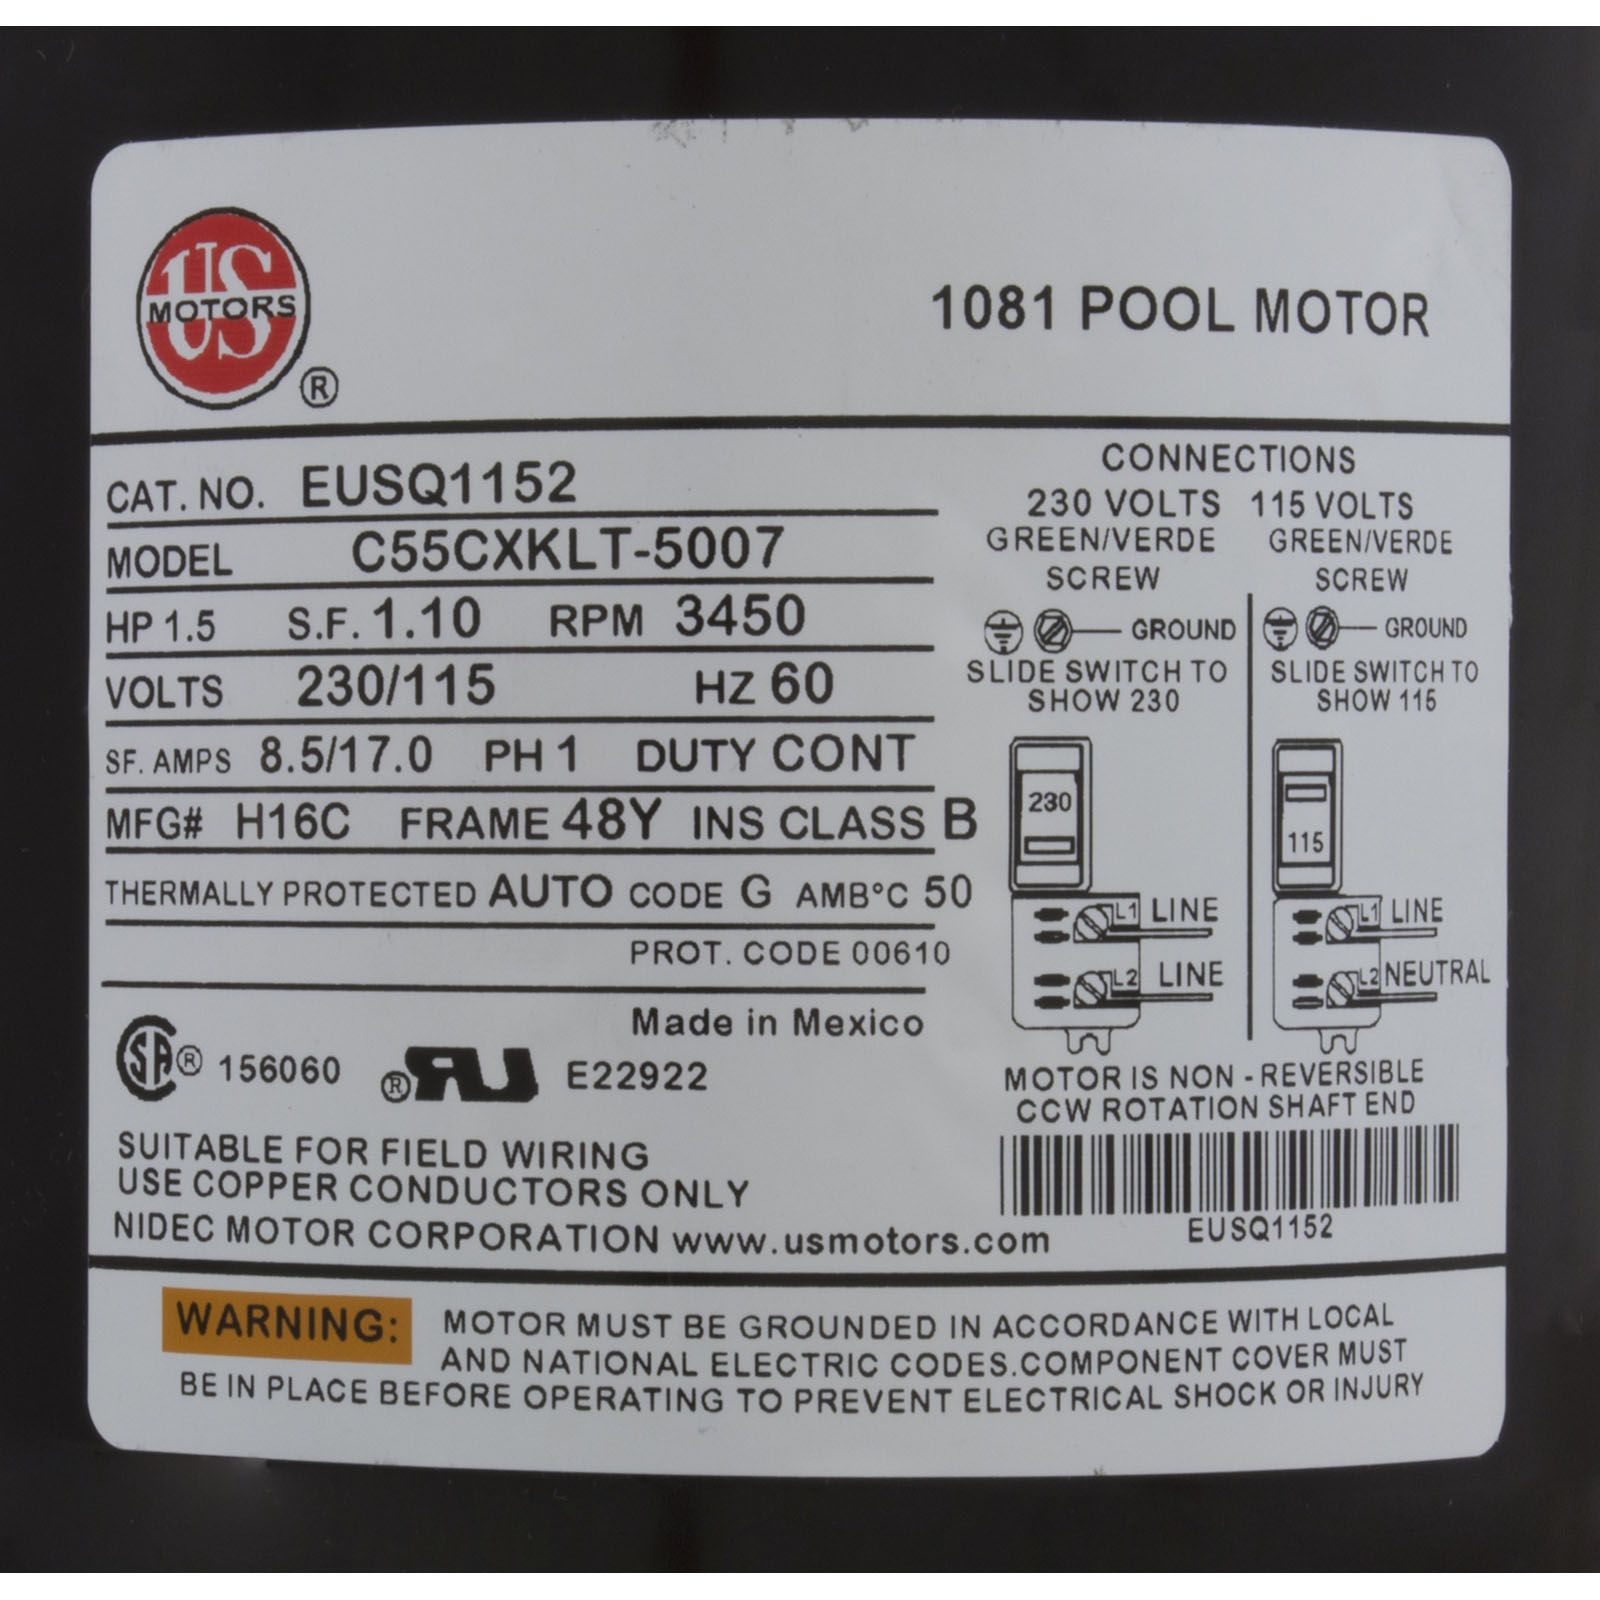 US
MOTORS
®
1081 POOL MOTOR
CAT. NO. EUSQ1152
MODEL C55CXKLT-5007
HP 1.5 S.F. 1.10 RPM 3450
VOLTS 230/115 HZ 60
SF. AMPS 8.5/17.0 PH 1 DUTY CONT
MFG# H16C FRAME 48Y INS CLASS B
THERMALLY PROTECTED AUTO CODE G AMB°C 50
PROT. CODE 00610
Made in Mexico
SA® 156060 ®RU E22922
SUITABLE FOR FIELD WIRING
USE COPPER CONDUCTORS ONLY
NIDEC MOTOR CORPORATION www.usmotors.com
CONNECTIONS
230 VOLTS 115 VOLTS
GREEN/VERDE GREEN/VERDE
SCREW SCREW
GROUND GROUND
SLIDE SWITCH TO SLIDE SWITCH TO
SHOW 230 SHOW 115
230 115
L1 LINE L1 LINE
L2 LINE L2 NEUTRAL
MOTOR IS NON - REVERSIBLE
CCW ROTATION SHAFT END
EUSQ1152
WARNING: MOTOR MUST BE GROUNDED IN ACCORDANCE WITH LOCAL
AND NATIONAL ELECTRIC CODES.COMPONENT COVER MUST
BE IN PLACE BEFORE OPERATING TO PREVENT ELECTRICAL SHOCK OR INJURY